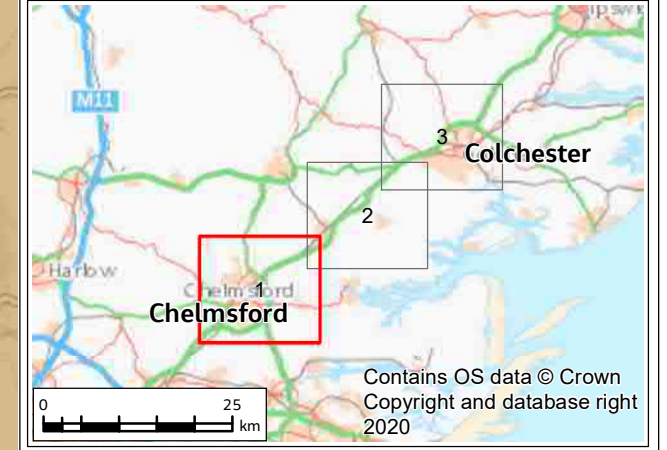 M11
3
Colchester
2
Harlow
Chelmsford
1
Chelmsford
Contains OS data © Crown
Copyright and database right
2020
0 25
km